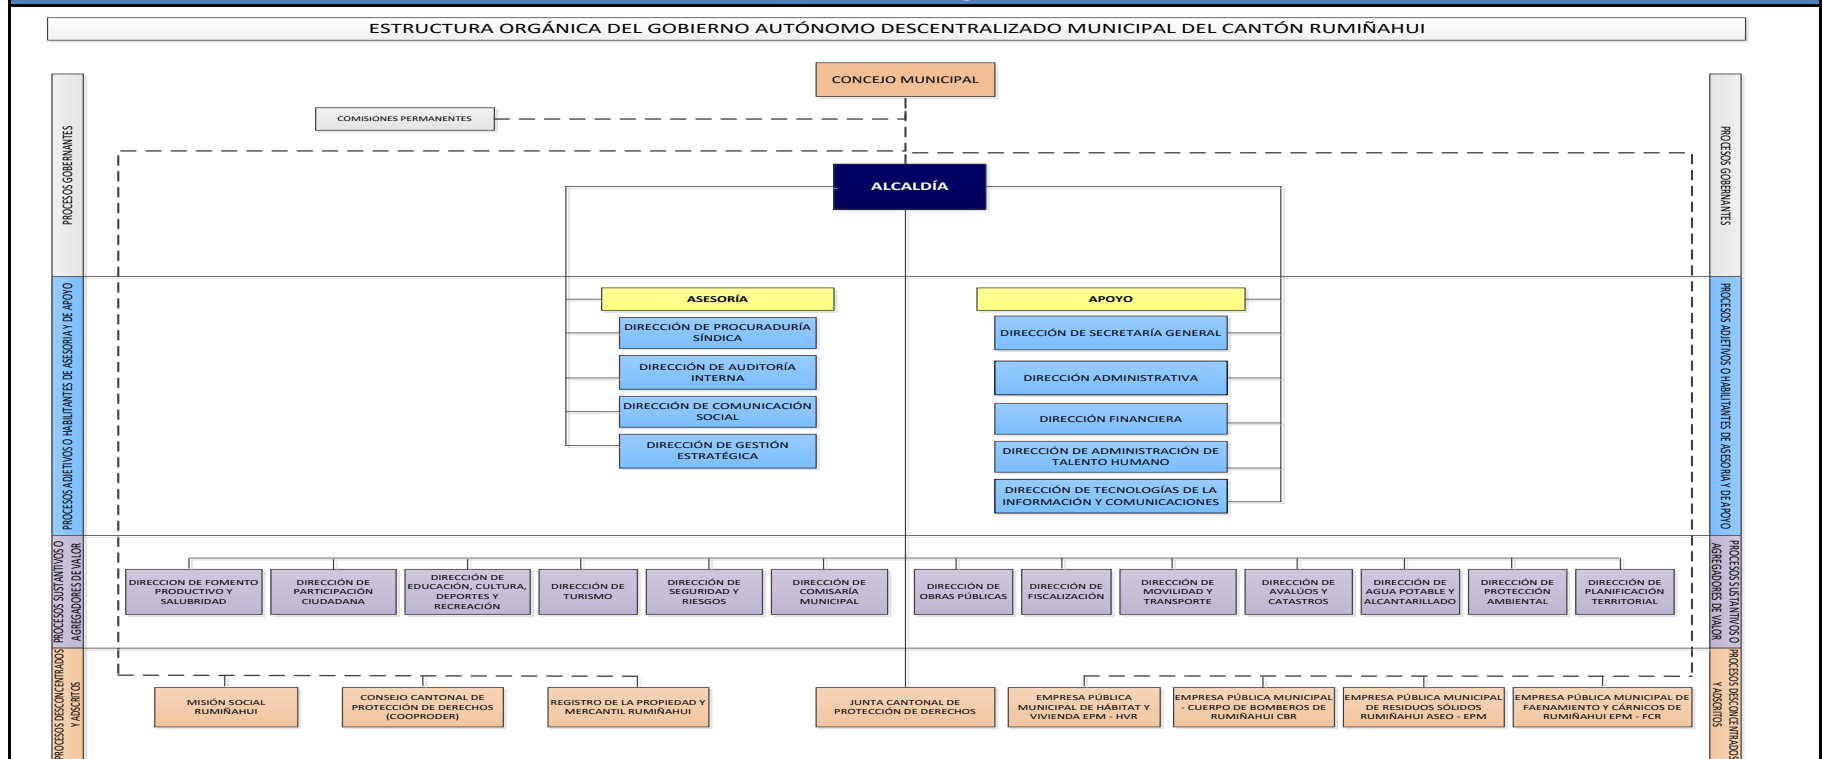 ESTRUCTURA ORGÁNICA DEL GOBIERNO AUTÓNOMO DESCENTRALIZADO MUNICIPAL DEL CANTÓN RUMIÑAHUI
CONCEJO MUNICIPAL
COMISIONES PERMANENTES
PROCESOS GOBERNANTES
PROCESOS GOBERNANTES
ALCALDÍA
PROCESOS ADJETIVOS O HABILITANTES DE ASESORIA Y DE APOYO
PROCESOS ADJETIVOS O HABILITANTES DE ASESORIA Y DE APOYO
ASESORÍA
DIRECCIÓN DE PROCURADURÍA
SÍNDICA
DIRECCIÓN DE AUDITORÍA
INTERNA
DIRECCIÓN DE COMUNICACIÓN
SOCIAL
DIRECCIÓN DE GESTIÓN
ESTRATÉGICA
APOYO
DIRECCIÓN DE SECRETARÍA GENERAL
DIRECCIÓN ADMINISTRATIVA
DIRECCIÓN FINANCIERA
DIRECCIÓN DE ADMINISTRACIÓN DE
TALENTO HUMANO
DIRECCIÓN DE TECNOLOGÍAS DE LA
INFORMACIÓN Y COMUNICACIONES
PROCESOS SUSTANTIVOS O
AGREGADORES DE VALOR
PROCESOS SUSTANTIVOS O
AGREGADORES DE VALOR
DIRECCION DE FOMENTO
PRODUCTIVO Y
SALUBRIDAD
DIRECCIÓN DE
PARTICIPACIÓN
CIUDADANA
DIRECCIÓN DE
EDUCACIÓN, CULTURA,
DEPORTES Y
RECREACIÓN
DIRECCIÓN DE
TURISMO
DIRECCIÓN DE
SEGURIDAD Y
RIESGOS
DIRECCIÓN DE
COMISARÍA
MUNICIPAL
DIRECCIÓN DE
OBRAS PÚBLICAS
DIRECCIÓN DE
FISCALIZACIÓN
DIRECCIÓN DE
MOVILIDAD Y
TRANSPORTE
DIRECCIÓN DE
AVALÚOS Y
CATASTROS
DIRECCIÓN DE
AGUA POTABLE Y
ALCANTARILLADO
DIRECCIÓN DE
PROTECCIÓN
AMBIENTAL
DIRECCIÓN DE
PLANIFICACIÓN
TERRITORIAL
PROCESOS DESCONCENTRADOS
Y ADSCRITOS
PROCESOS DESCONCENTRADOS
Y ADSCRITOS
MISIÓN SOCIAL
RUMIÑAHUI
CONSEJO CANTONAL DE
PROTECCIÓN DE DERECHOS
(COOPRODER)
REGISTRO DE LA PROPIEDAD Y
MERCANTIL RUMIÑAHUI
JUNTA CANTONAL DE
PROTECCIÓN DE DERECHOS
EMPRESA PÚBLICA
MUNICIPAL DE HÁBITAT Y
VIVIENDA EPM - HVR
EMPRESA PÚBLICA MUNICIPAL
- CUERPO DE BOMBEROS DE
RUMIÑAHUI CBR
EMPRESA PÚBLICA MUNICIPAL
DE RESIDUOS SÓLIDOS
RUMIÑAHUI ASEO - EPM
EMPRESA PÚBLICA MUNICIPAL DE
FAENAMIENTO Y CÁRNICOS DE
RUMIÑAHUI EPM - FCR